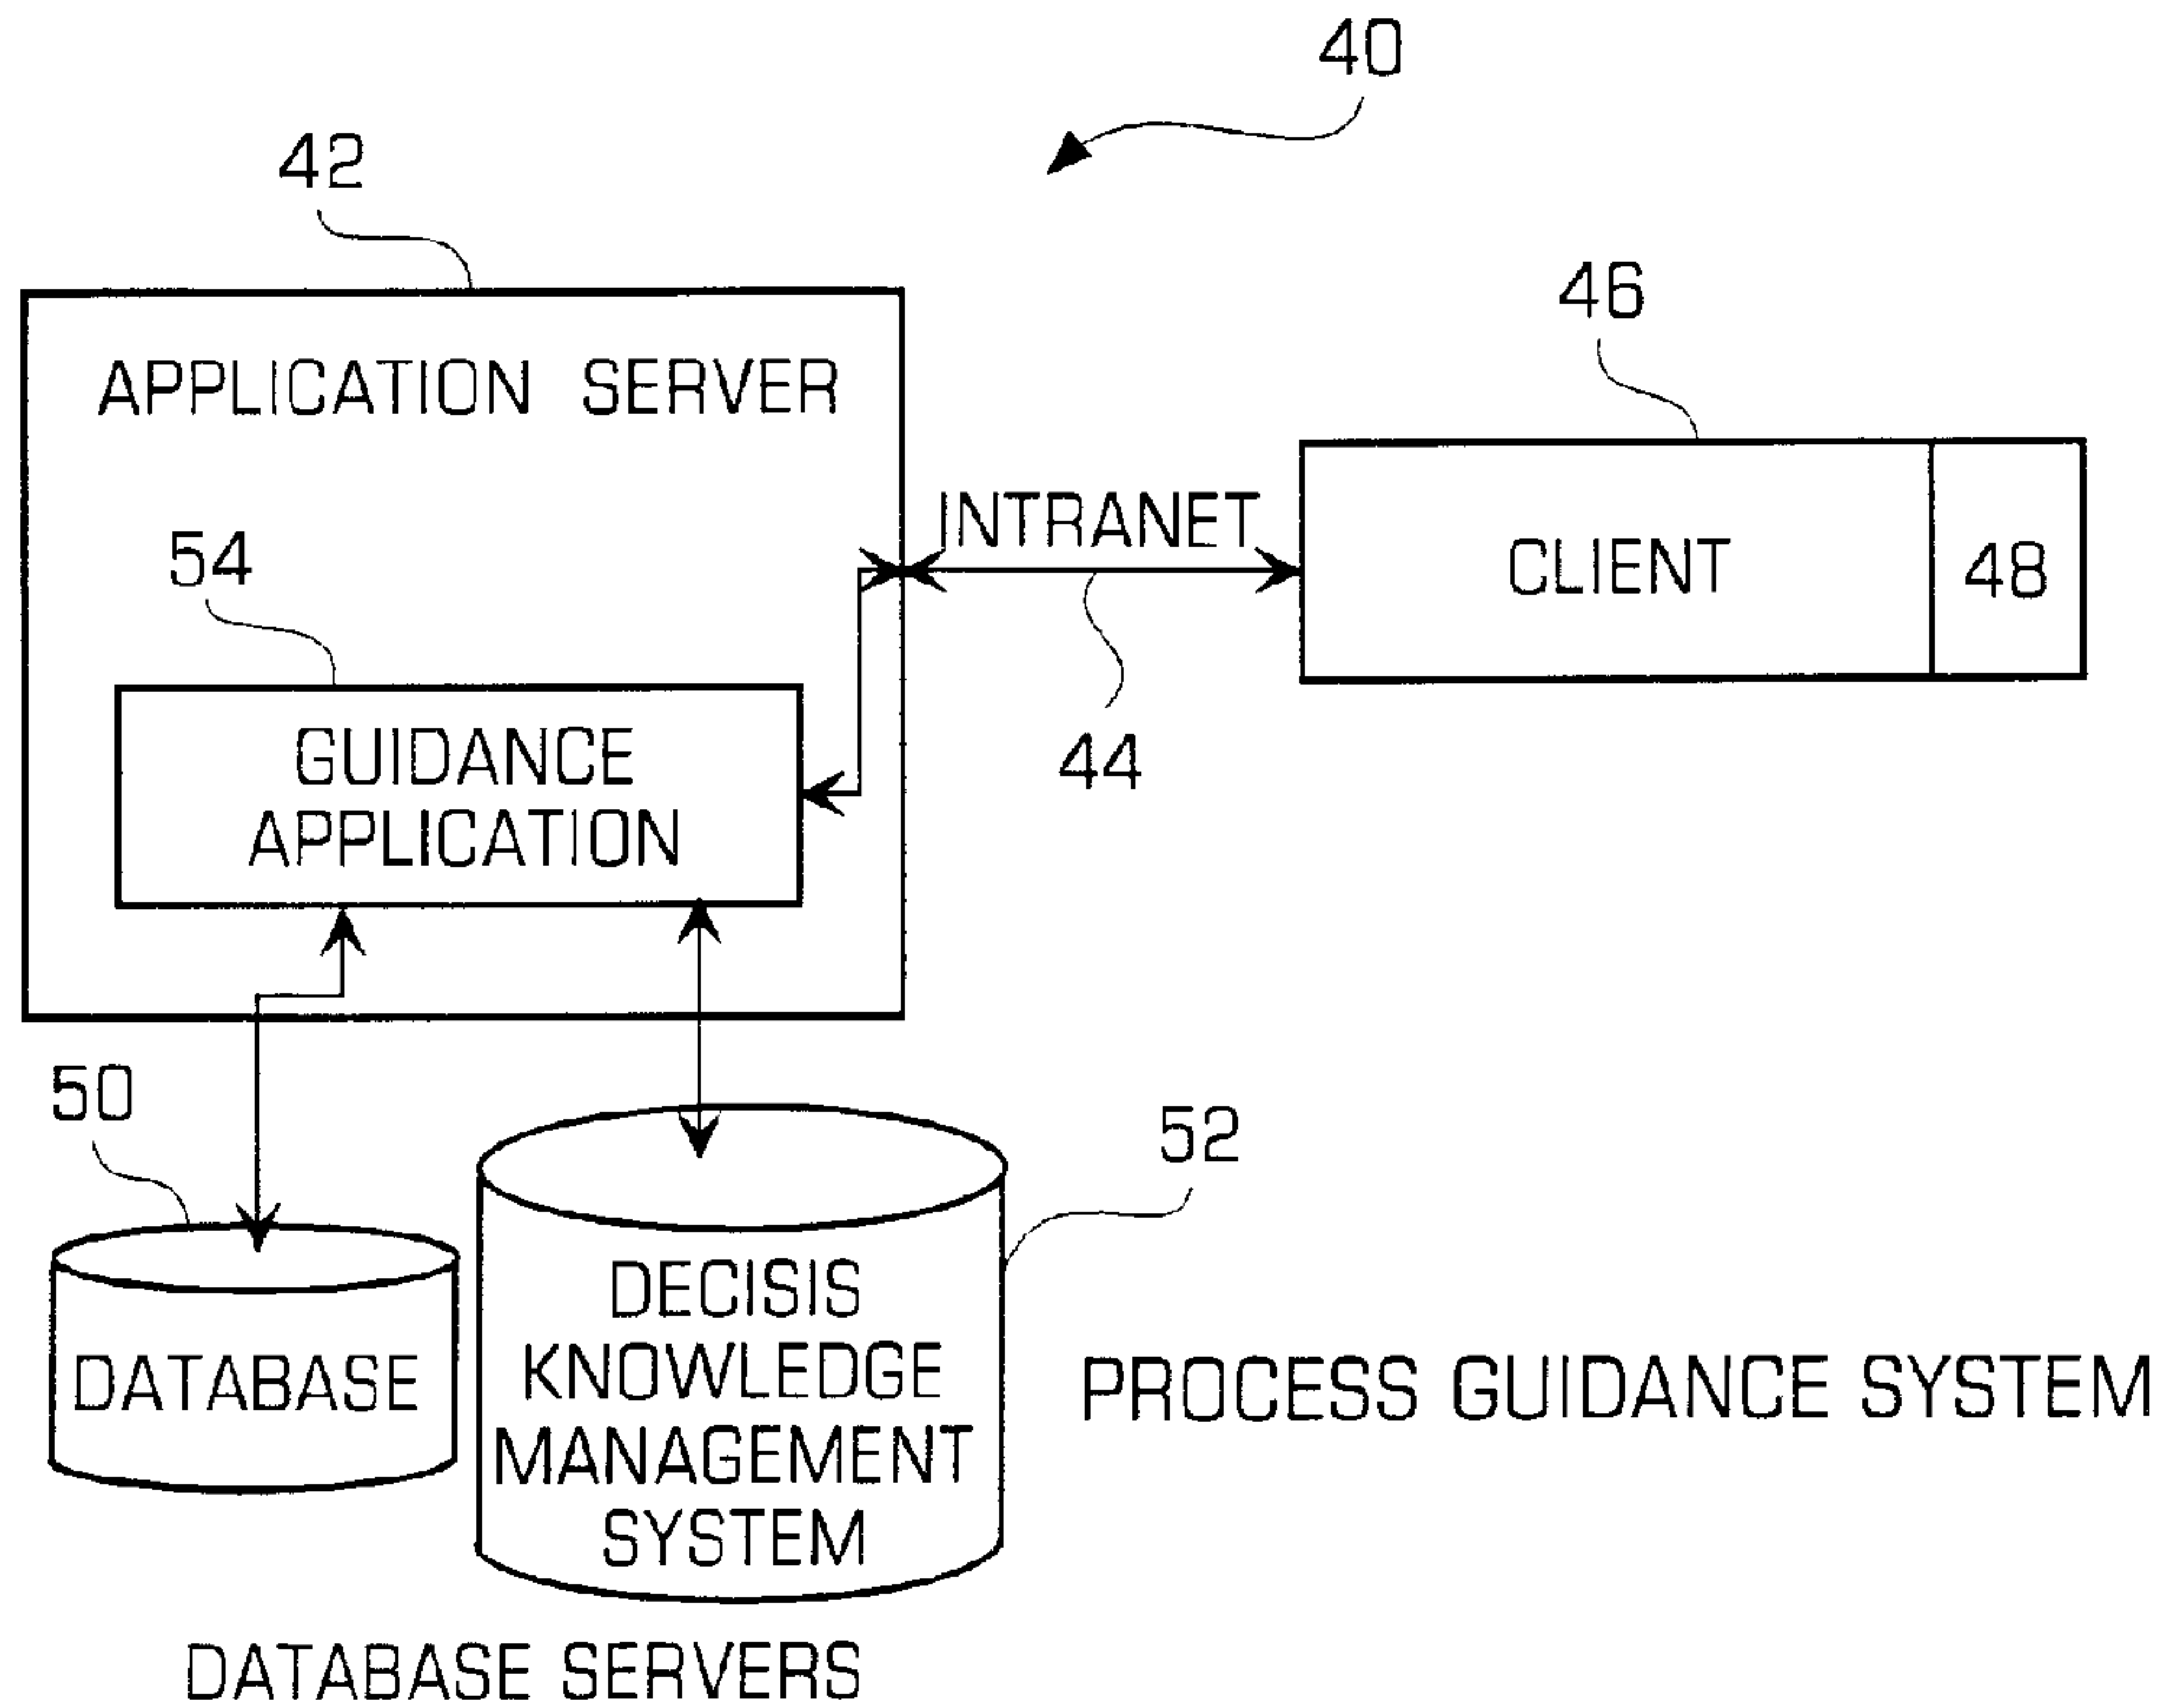 40
42
APPLICATION SERVER
46
INTRANET
CLIENT
48
54
44
GUIDANCE
APPLICATION
50
52
DATABASE
DECISIS
KNOWLEDGE
MANAGEMENT
SYSTEM
PROCESS GUIDANCE SYSTEM
DATABASE SERVERS